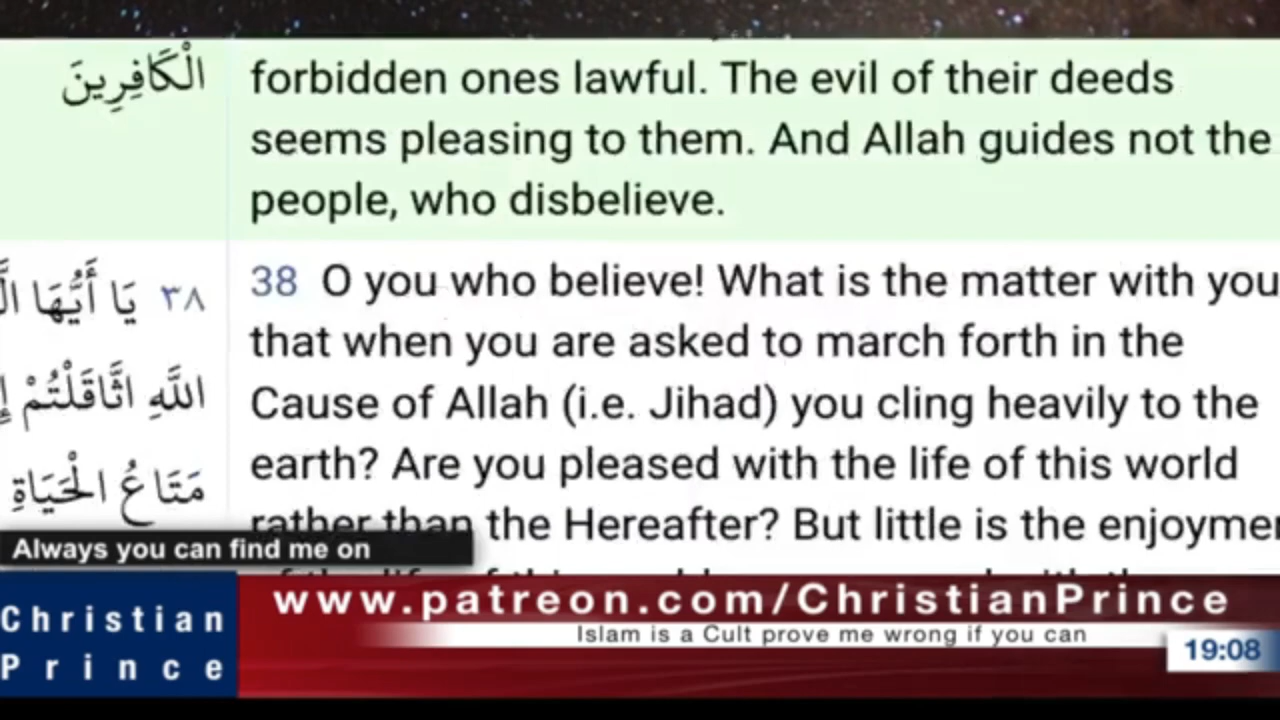 الْكَافِرِينَ
forbidden ones lawful. The evil of their deeds
seems pleasing to them. And Allah guides not the
people, who disbelieve.
٣٨ يَا أَيُّهَا
38 O you who believe! What is the matter with you
that when you are asked to march forth in the
اللَّهِ اثَّاقَلْتُمْ
Cause of Allah (i.e. Jihad) you cling heavily to the
earth? Are you pleased with the life of this world
مَتَاعُ الْحَيَاةِ
rather than the Hereafter? But little is the enjoymen
Always you can find me on
Christian
Prince
www.patreon.com/ChristianPrince
Islam is a Cult prove me wrong if you can
19:08